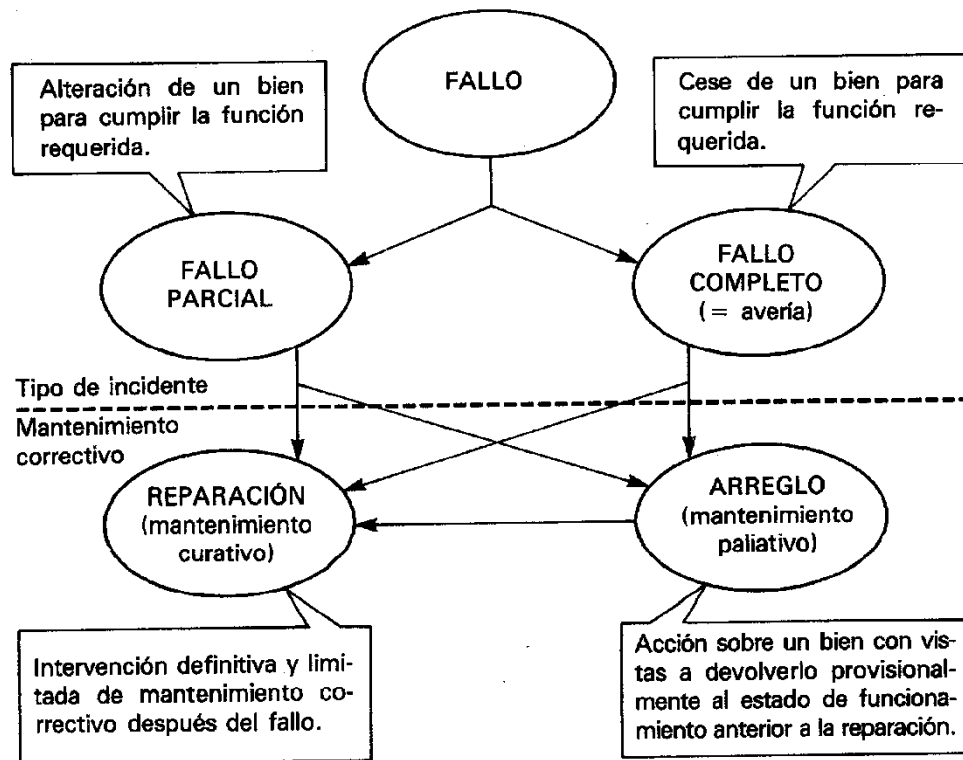 FALLO
Alteración de un bien
para cumplir la función
requerida.
Cese de un bien para
cumplir la función re-
querida.
FALLO
PARCIAL
FALLO
COMPLETO
(= avería)
Tipo de incidente
Mantenimiento
correctivo
REPARACIÓN
(mantenimiento
curativo)
ARREGLO
(mantenimiento
paliativo)
Intervención definitiva y limi-
tada de mantenimiento co-
rrectivo después del fallo.
Acción sobre un bien con vis-
tas a devolverlo provisional-
mente al estado de funciona-
miento anterior a la reparación.